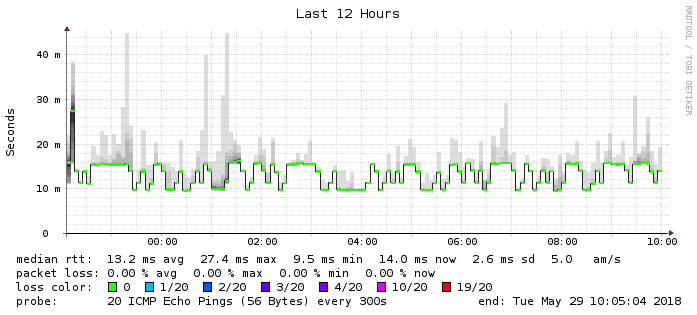 Last 12 Hours
RRDTOOL / TOBI OETIKER
Seconds
40 m
30 m
20 m
10 m
0
00:00 02:00 04:00 06:00 08:00 10:00
median rtt: 13.2 ms avg 27.4 ms max 9.5 ms min 14.0 ms now 2.6 ms sd 5.0 am/s
packet loss: 0.00 % avg 0.00 % max 0.00 % min 0.00 % now
loss color: 0 1/20 2/20 3/20 4/20 10/20 19/20
probe: 20 ICMP Echo Pings (56 Bytes) every 300s end: Tue May 29 10:05:04 2018